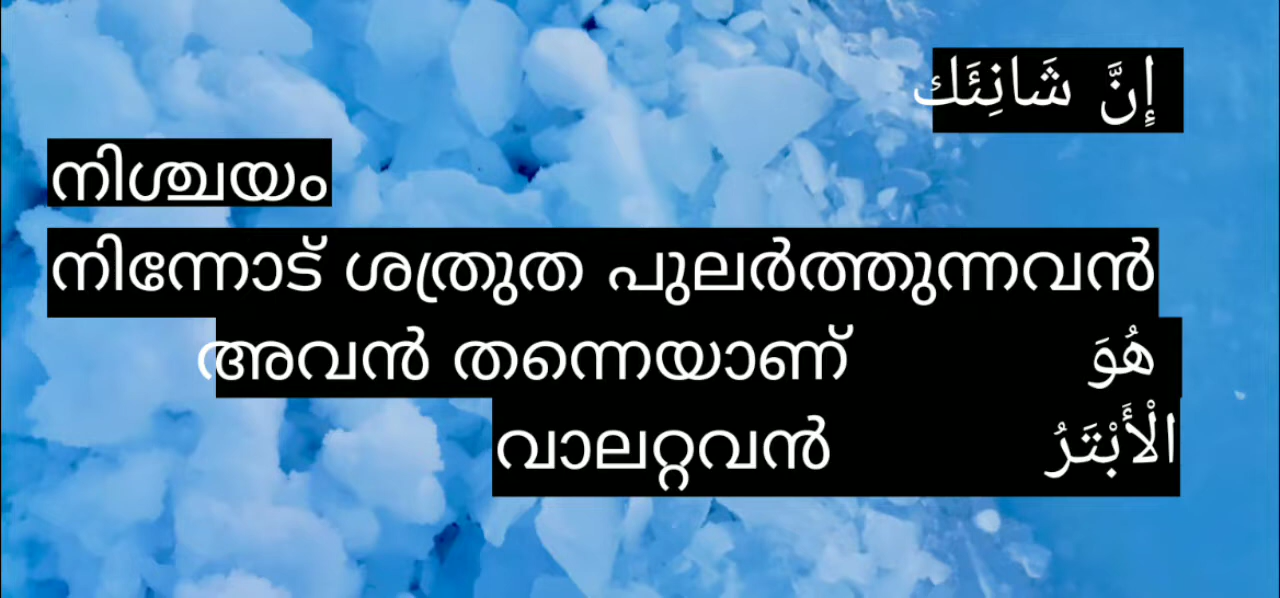 إِنَّ شَانِئَك
നിശ്ചയം
നിന്നോട് ശത്രുത പുലർത്തുന്നവൻ
അവൻ തന്നെയാണ് هُوَ
വാലറ്റവൻ الْأَبْتَرُ